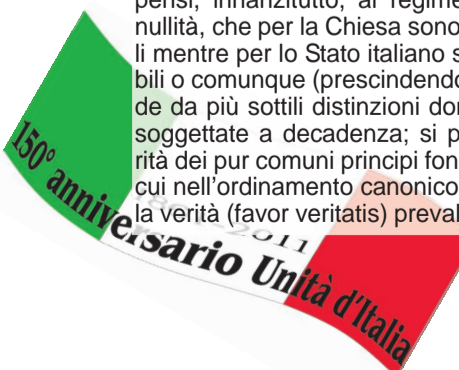 pensi, innanzitutto, al regime
nullità, che per la Chiesa sono
li mentre per lo Stato italiano s
bili o comunque (prescindendo
de da più sottili distinzioni do
soggettate a decadenza; si p
rità dei pur comuni principi fon
cui nell'ordinamento canonico
la verità (favor veritatis) preval
2011
150° anniversario Unità d'Italia